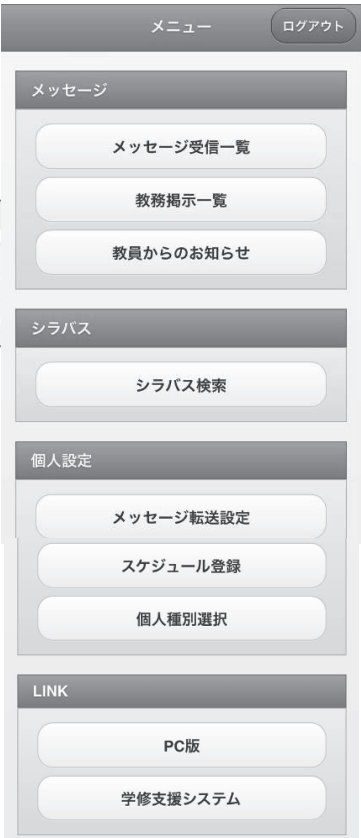 メニュー
ログアウト
メッセージ
メッセージ受信一覧
教務掲示一覧
教員からのお知らせ
シラバス
シラバス検索
個人設定
メッセージ転送設定
スケジュール登録
個人種別選択
LINK
PC版
学修支援システム